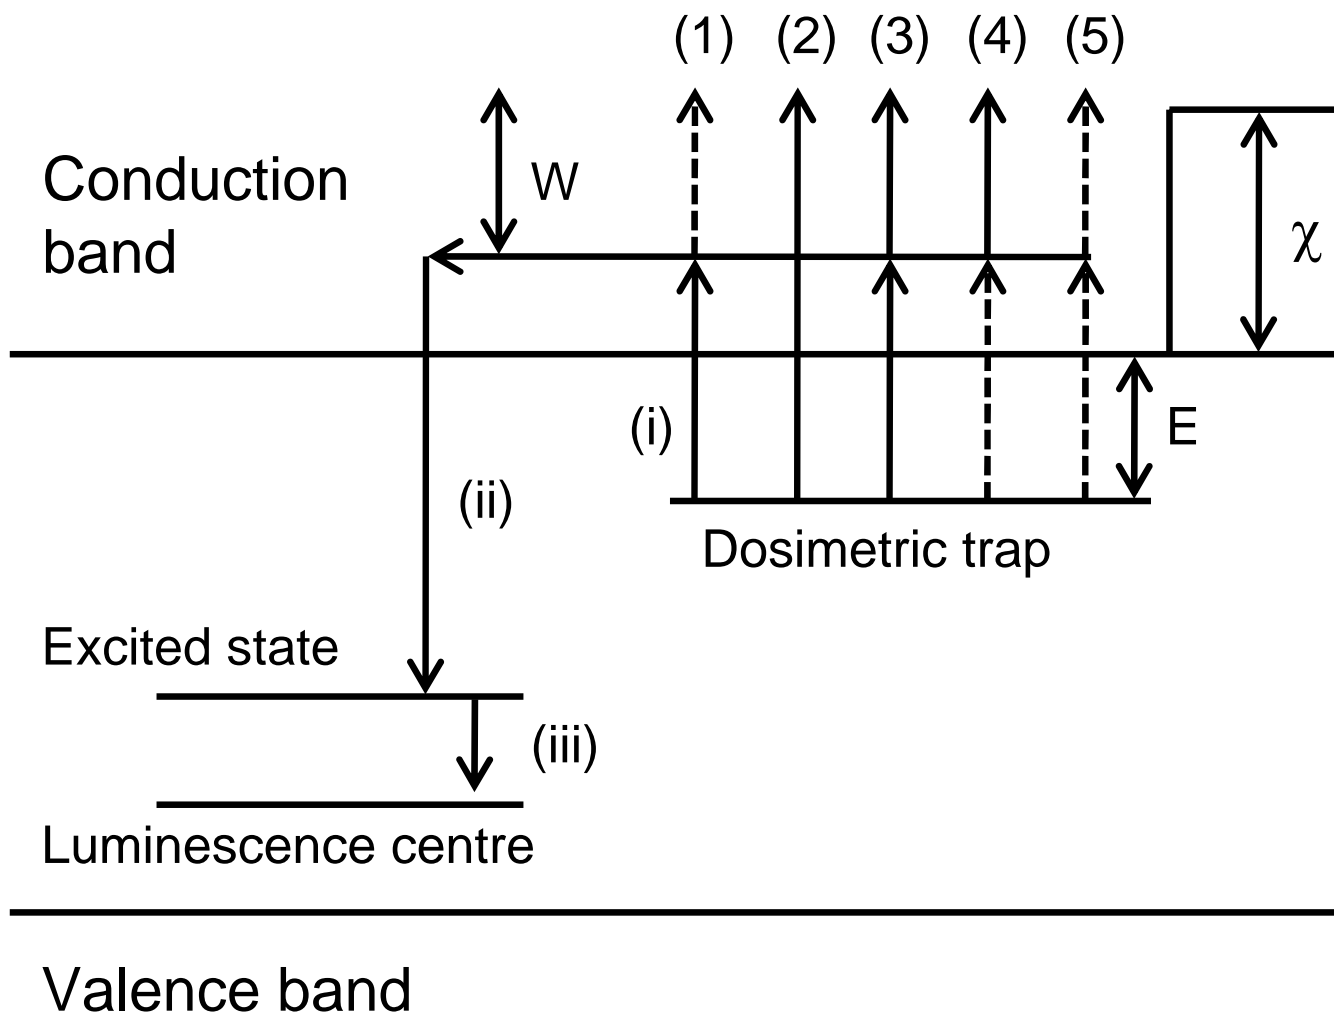 (1) (2) (3) (4) (5)
Conduction
band
W
χ
(i)
E
(ii)
Dosimetric trap
Excited state
(iii)
Luminescence centre
Valence band